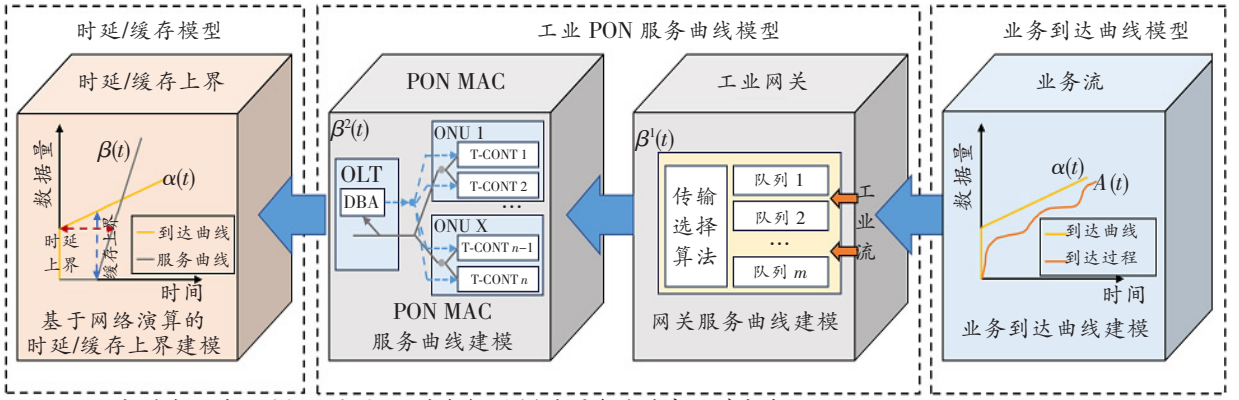 时延/缓存模型
时延/缓存上界
β(t)
α(t)
数据量
时延上界
缓存上界
到达曲线
服务曲线
时间
基于网络演算的
时延/缓存上界建模
工业 PON 服务曲线模型
PON MAC
β²(t)
OLT
DBA
ONU 1
T-CONT 1
T-CONT 2
...
ONU X
T-CONT n-1
T-CONT n
PON MAC
服务曲线建模
工业网关
β¹(t)
传输
选择
算法
队列 1
队列 2
...
队列 m
工业流
网关服务曲线建模
业务到达曲线模型
业务流
数据量
α(t)
A(t)
到达曲线
到达过程
时间
业务到达曲线建模